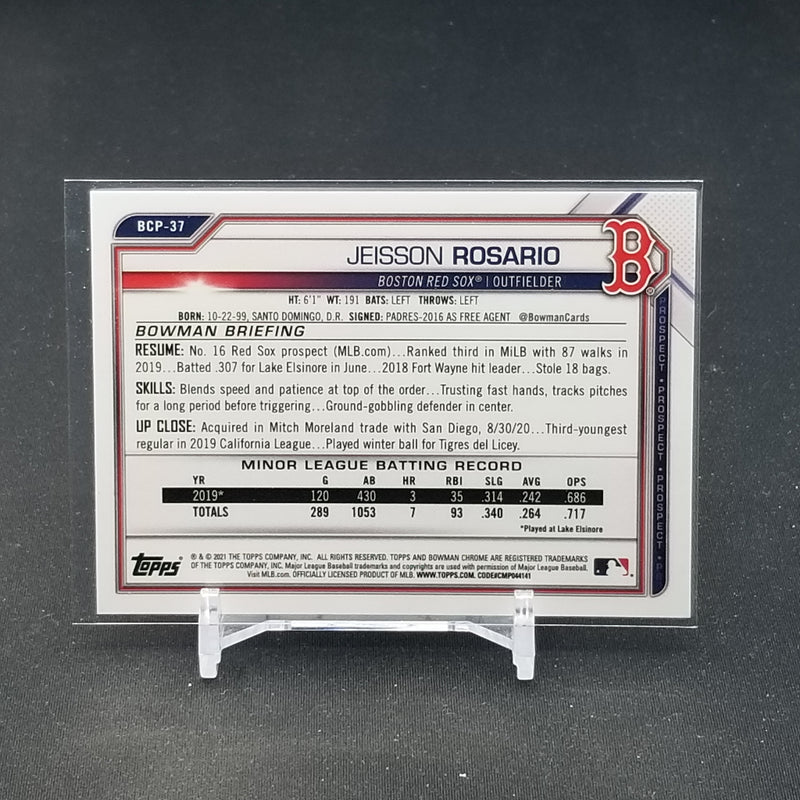 BCP-37
JEISSON ROSARIO
B
BOSTON RED SOX® | OUTFIELDER
HT: 6'1" WT: 191 BATS: LEFT THROWS: LEFT
BORN: 10-22-99, SANTO DOMINGO, D.R. SIGNED: PADRES-2016 AS FREE AGENT @BowmanCards
BOWMAN BRIEFING
RESUME: No. 16 Red Sox prospect (MLB.com)...Ranked third in MiLB with 87 walks in
2019...Batted .307 for Lake Elsinore in June...2018 Fort Wayne hit leader...Stole 18 bags.
SKILLS: Blends speed and patience at top of the order...Trusting fast hands, tracks pitches
for a long period before triggering...Ground-gobbling defender in center.
UP CLOSE: Acquired in Mitch Moreland trade with San Diego, 8/30/20...Third-youngest
regular in 2019 California League...Played winter ball for Tigres del Licey.
MINOR LEAGUE BATTING RECORD
YR G AB HR RBI SLG AVG OPS
2019* 120 430 3 35 .314 .242 .686
TOTALS 289 1053 7 93 .340 .264 .717
*Played at Lake Elsinore
Topps
® & © 2021 THE TOPPS COMPANY, INC. ALL RIGHTS RESERVED. TOPPS AND BOWMAN CHROME ARE REGISTERED TRADEMARKS
OF THE TOPPS COMPANY, INC. Major League Baseball trademarks and copyrights are used with permission of Major League Baseball.
Visit MLB.com. OFFICIALLY LICENSED PRODUCT OF MLB. WWW.TOPPS.COM. CODE#CMP044141
PROSPECT • PROSPECT • PROSPECT • PR